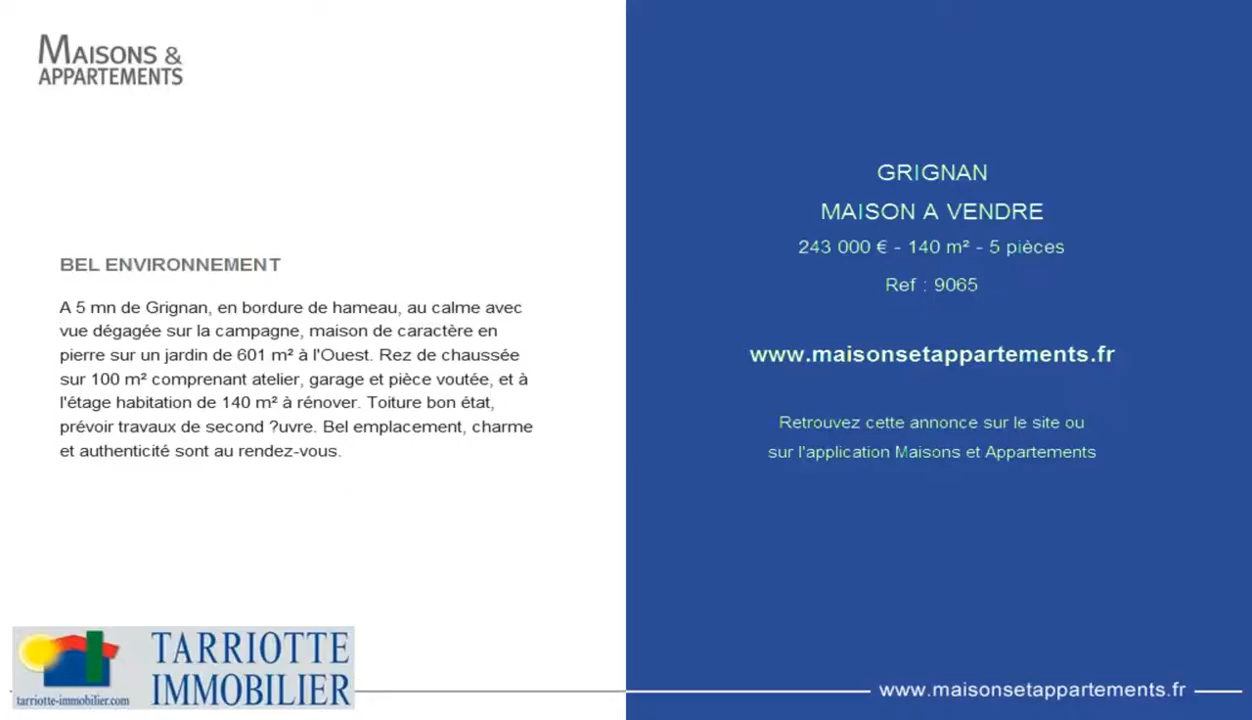 MAISONS &
APPARTEMENTS
BEL ENVIRONNEMENT
A 5 mn de Grignan, en bordure de hameau, au calme avec
vue dégagée sur la campagne, maison de caractère en
pierre sur un jardin de 601 m² à l'Ouest. Rez de chaussée
sur 100 m² comprenant atelier, garage et pièce voutée, et à
l'étage habitation de 140 m² à rénover. Toiture bon état,
prévoir travaux de second ?uvre. Bel emplacement, charme
et authenticité sont au rendez-vous.
TARRIOTTE
IMMOBILIER
tarriotte-immobilier.com
GRIGNAN
MAISON A VENDRE
243 000 € - 140 m² - 5 pièces
Ref : 9065
www.maisonsetappartements.fr
Retrouvez cette annonce sur le site ou
sur l'application Maisons et Appartements
www.maisonsetappartements.fr